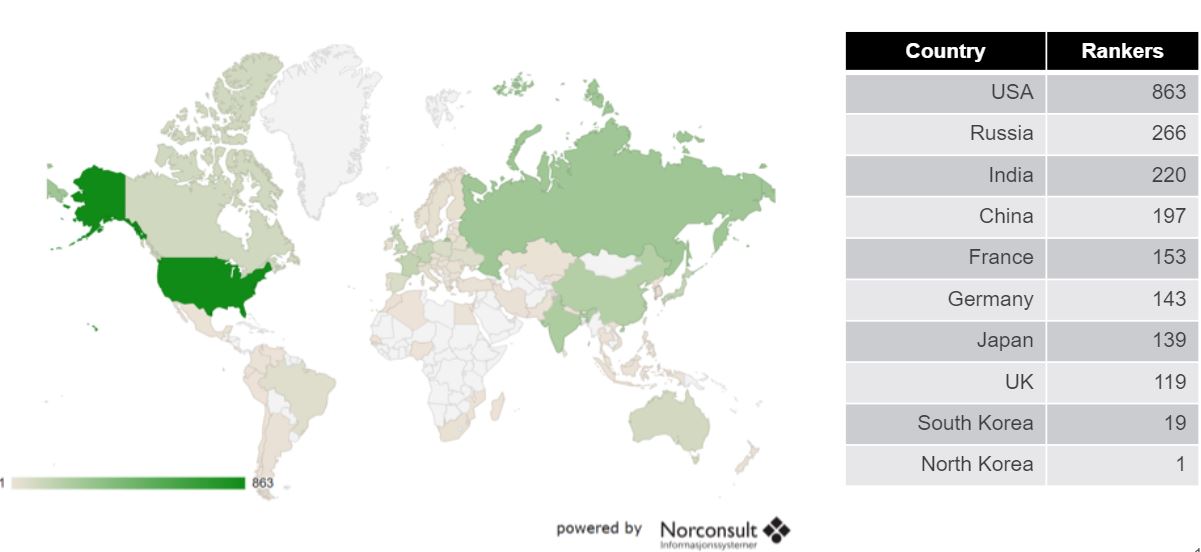 Country Rankers
USA 863
Russia 266
India 220
China 197
France 153
Germany 143
Japan 139
UK 119
South Korea 19
North Korea 1
1 863
powered by Norconsult
Informasjonssystemer